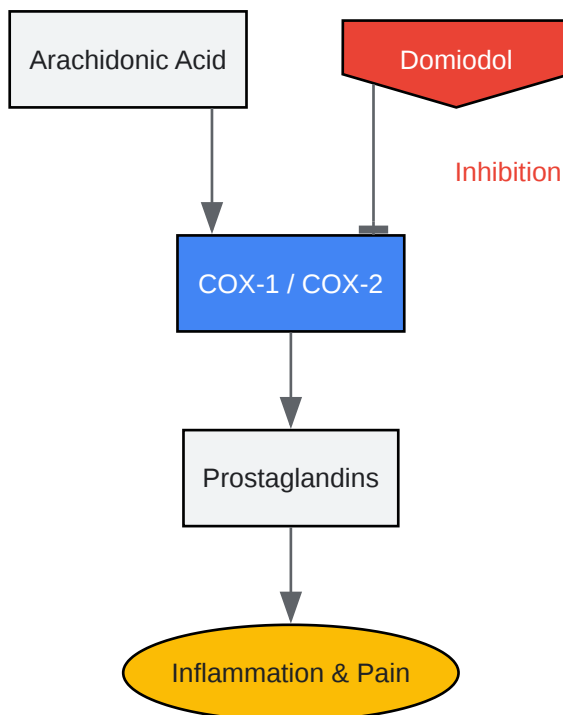 Arachidonic Acid
Domiodol
Inhibition
COX-1 / COX-2
Prostaglandins
Inflammation & Pain